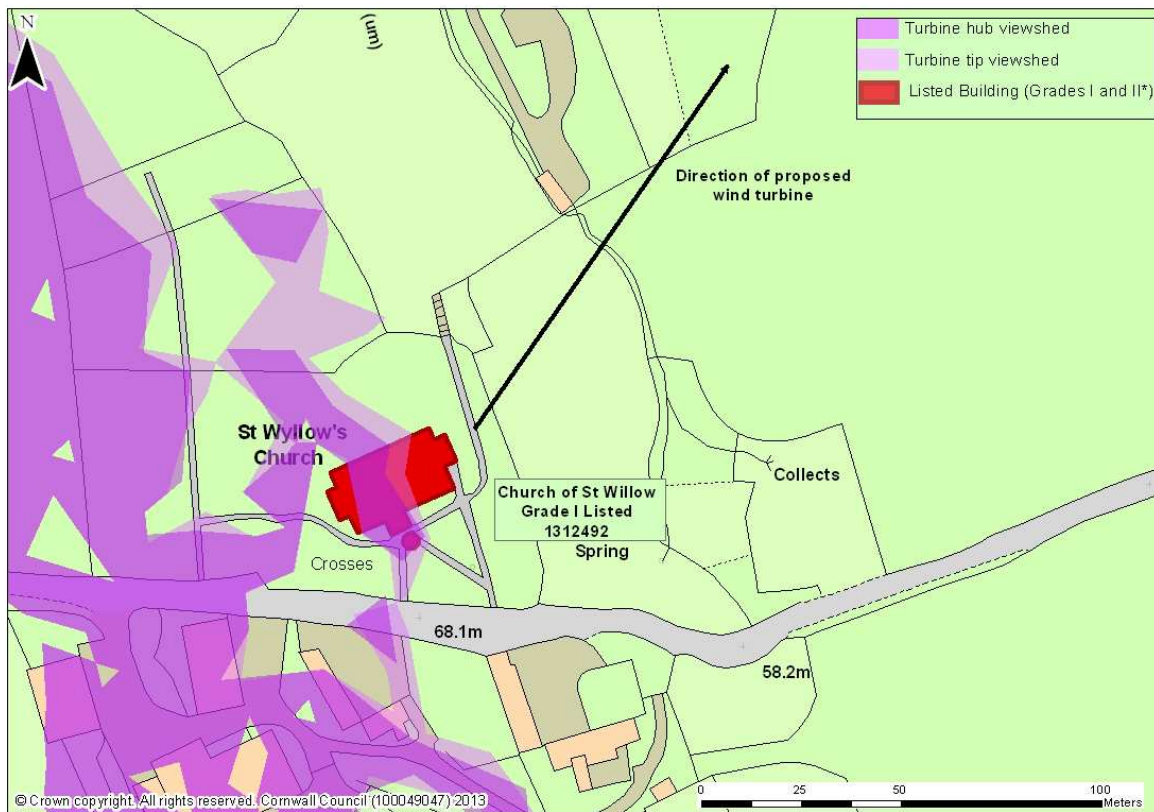 N
(um)
Turbine hub viewshed
Turbine tip viewshed
Listed Building (Grades I and II*)
Direction of proposed
wind turbine
St Wyllow's
Church
Collects
Church of St Willow
Grade I Listed
1312492
Spring
Crosses
68.1m
58.2m
© Crown copyright. All rights reserved. Cornwall Council (100049047) 2013
0 25 50 100
Meters